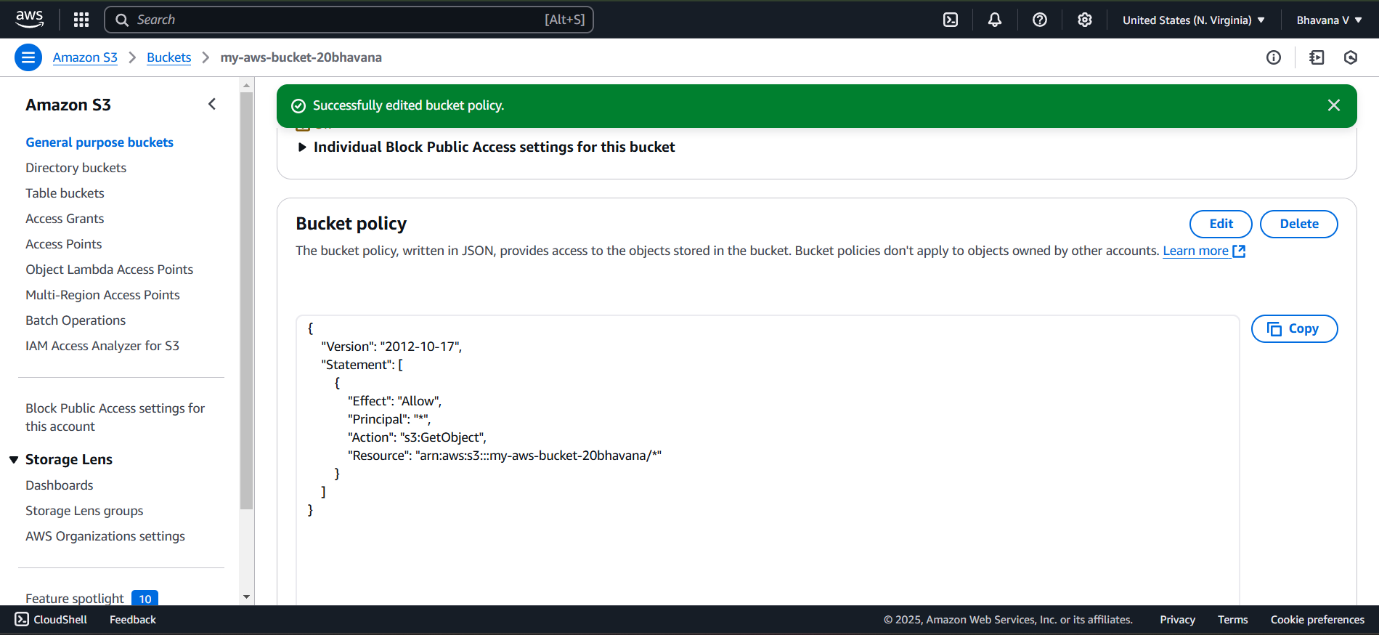 aws
Search [Alt+S]
United States (N. Virginia) ▼
Bhavana V ▼
Amazon S3 > Buckets > my-aws-bucket-20bhavana
Amazon S3
General purpose buckets
Directory buckets
Table buckets
Access Grants
Access Points
Object Lambda Access Points
Multi-Region Access Points
Batch Operations
IAM Access Analyzer for S3
Block Public Access settings for
this account
Storage Lens
Dashboards
Storage Lens groups
AWS Organizations settings
Feature spotlight 10
Successfully edited bucket policy.
Individual Block Public Access settings for this bucket
Bucket policy
Edit
Delete
The bucket policy, written in JSON, provides access to the objects stored in the bucket. Bucket policies don't apply to objects owned by other accounts. Learn more
Copy
{
"Version": "2012-10-17",
"Statement": [
{
"Effect": "Allow",
"Principal": "*",
"Action": "s3:GetObject",
"Resource": "arn:aws:s3:::my-aws-bucket-20bhavana/*"
}
]
}
CloudShell
Feedback
© 2025, Amazon Web Services, Inc. or its affiliates.
Privacy
Terms
Cookie preferences